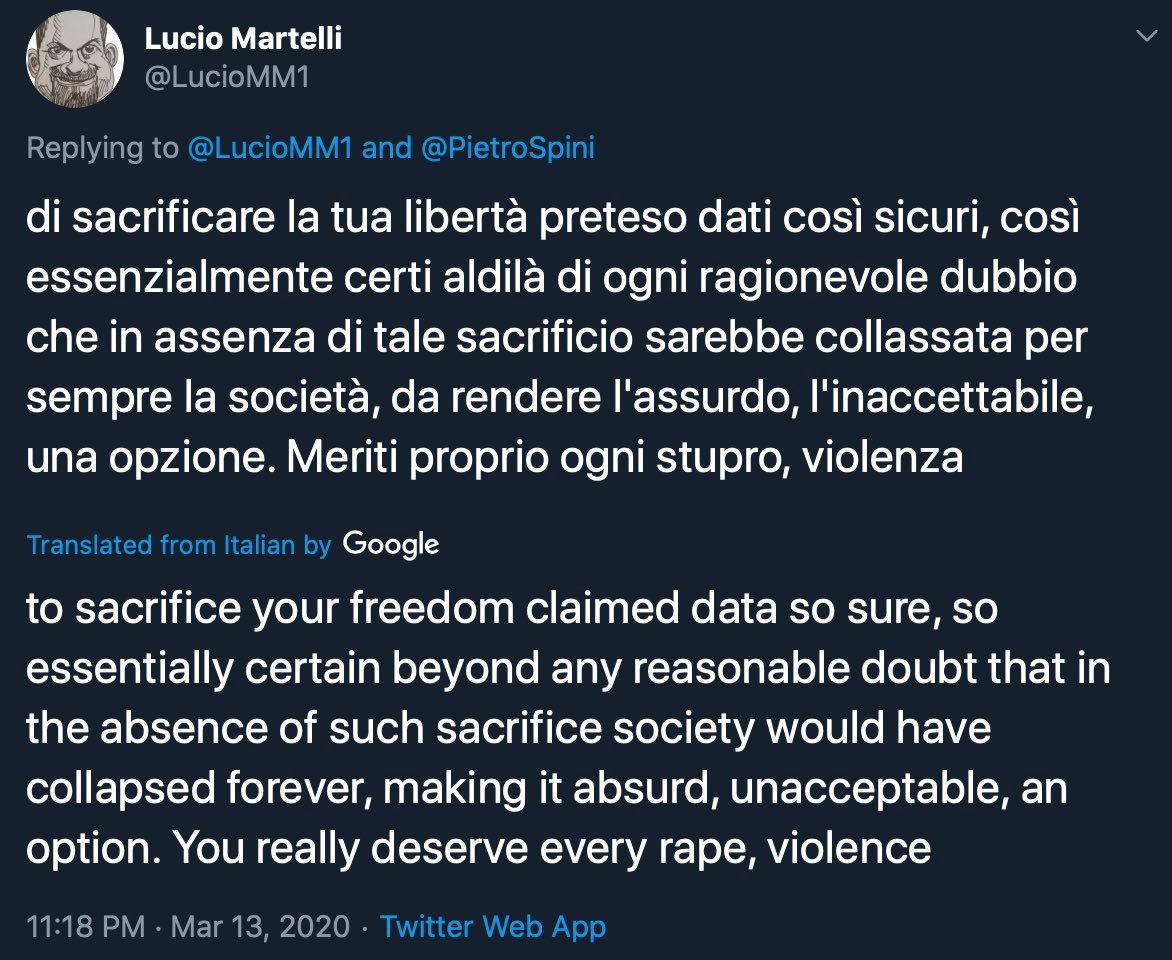 Lucio Martelli
@LucioMM1
Replying to @LucioMM1 and @PietroSpini
di sacrificare la tua libertà preteso dati così sicuri, così
essenzialmente certi aldilà di ogni ragionevole dubbio
che in assenza di tale sacrificio sarebbe collassata per
sempre la società, da rendere l'assurdo, l'inaccettabile,
una opzione. Meriti proprio ogni stupro, violenza
Translated from Italian by Google
to sacrifice your freedom claimed data so sure, so
essentially certain beyond any reasonable doubt that in
the absence of such sacrifice society would have
collapsed forever, making it absurd, unacceptable, an
option. You really deserve every rape, violence
11:18 PM · Mar 13, 2020 · Twitter Web App